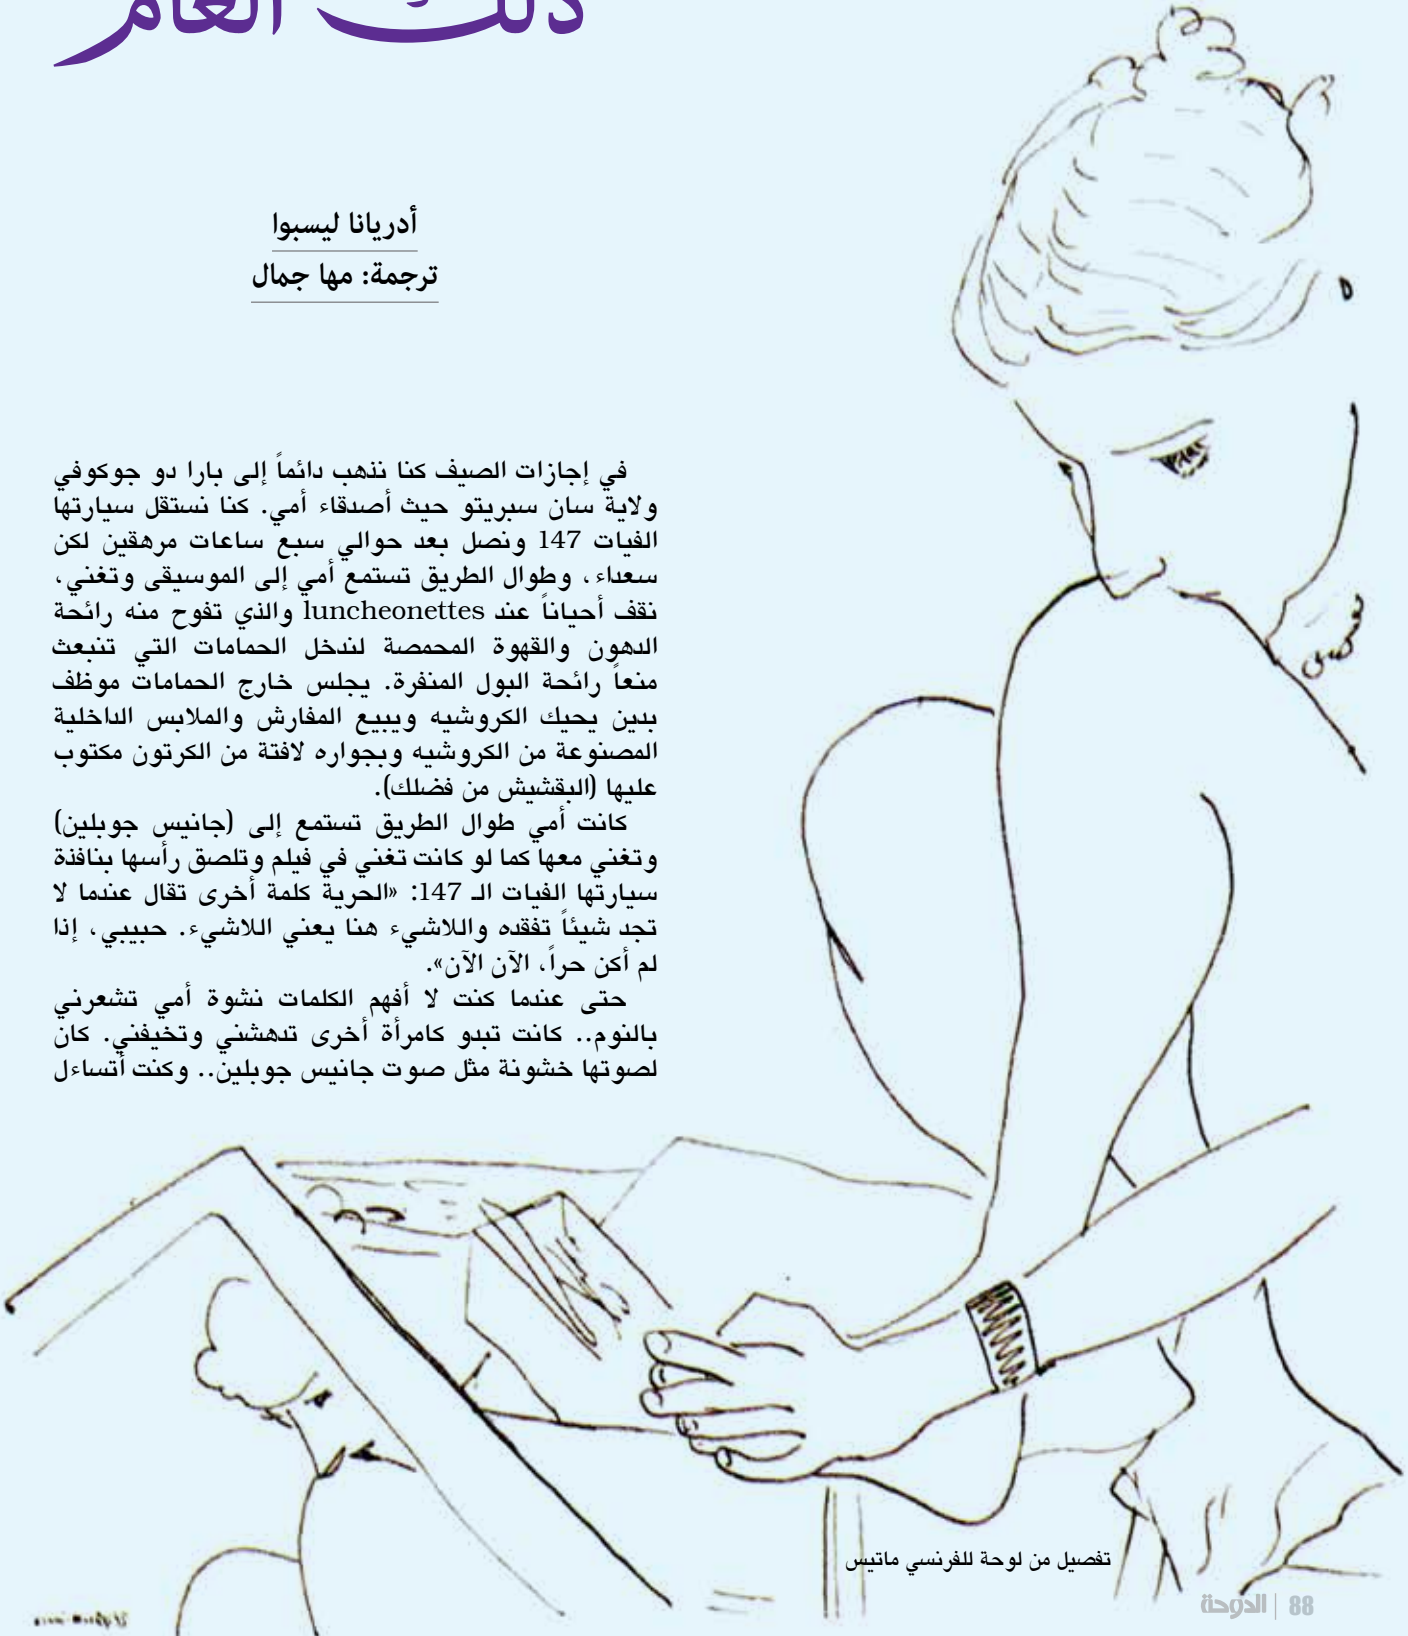 ذلك العام
أدريانا ليسبوا
ترجمة: مها جمال
في إجازات الصيف كنا نذهب دائماً إلى بارا دو جوكوفي
ولاية سان سبريتو حيث أصدقاء أمي. كنا نستقل سيارتها
الفيات 147 ونصل بعد حوالي سبع ساعات مرهقين لكن
سعداء، وطوال الطريق تستمع أمي إلى الموسيقى وتغني،
نقف أحياناً عند luncheonettes والذي تفوح منه رائحة
الدهون والقهوة المحمصة لندخل الحمامات التي تنبعث
منعاً رائحة البول المنفرة. يجلس خارج الحمامات موظف
بدين يحيك الكروشيه ويبيع المفارش والملابس الداخلية
المصنوعة من الكروشيه وبجواره لافتة من الكرتون مكتوب
عليها (البقشيش من فضلك).
كانت أمي طوال الطريق تستمع إلى (جانيس جوبلين)
وتغني معها كما لو كانت تغني في فيلم وتلصق رأسها بنافذة
سيارتها الفيات الـ 147: «الحرية كلمة أخرى تقال عندما لا
تجد شيئاً تفقده واللاشيء هنا يعني اللاشيء. حبيبي، إذا
لم أكن حراً، الآن الآن».
حتى عندما كنت لا أفهم الكلمات نشوة أمي تشعرني
بالنوم.. كانت تبدو كامرأة أخرى تدهشني وتخيفني. كان
لصوتها خشونة مثل صوت جانيس جوبلين.. وكنت أتساءل
تفصيل من لوحة للفرنسي ماتيس
88 | الدوحة